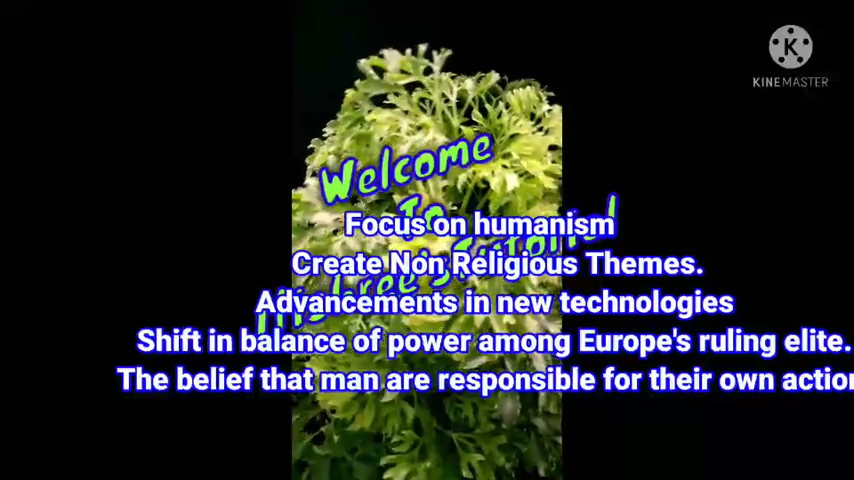 KINEMASTER
Welcome
To
Focus on humanism
Create Non Religious Themes.
Advancements in new technologies
Shift in balance of power among Europe's ruling elite.
The belief that man are responsible for their own action